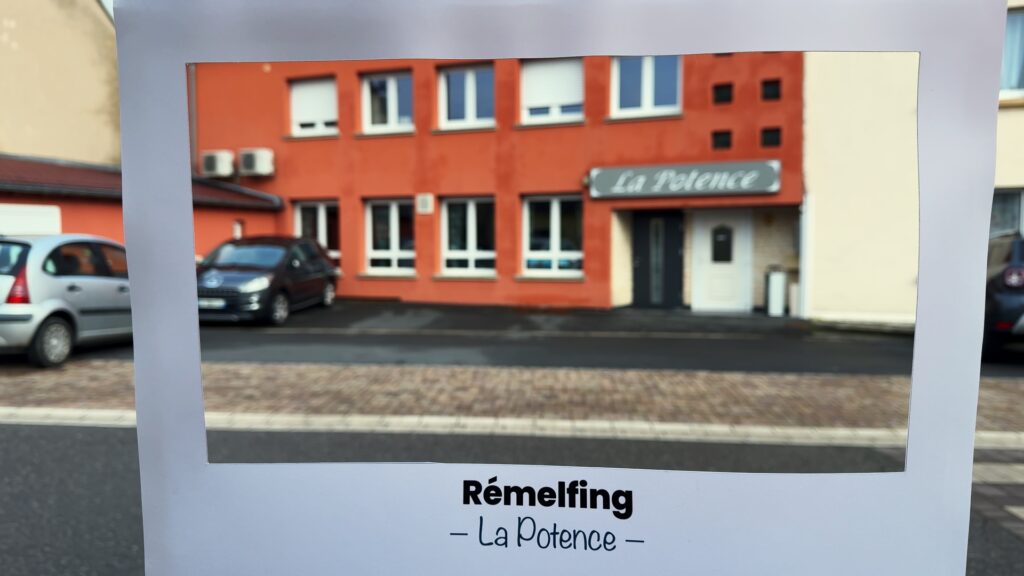 La Potence
Rémelfing
– La Potence –